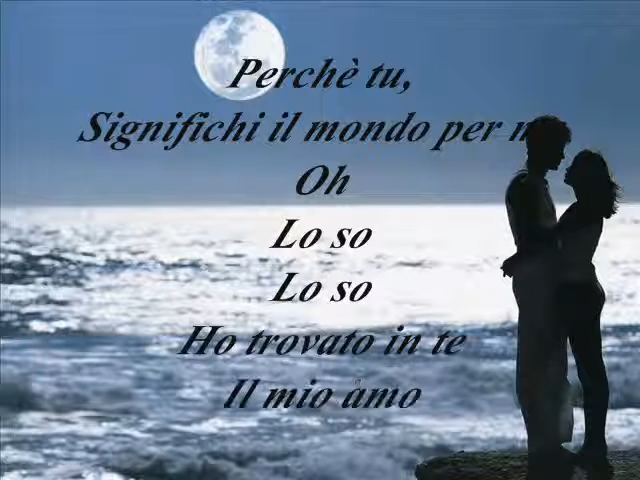 Perchè tu,
Significhi il mondo per
Oh
Lo so
Lo so
Ho trovato in te
Il mio amo